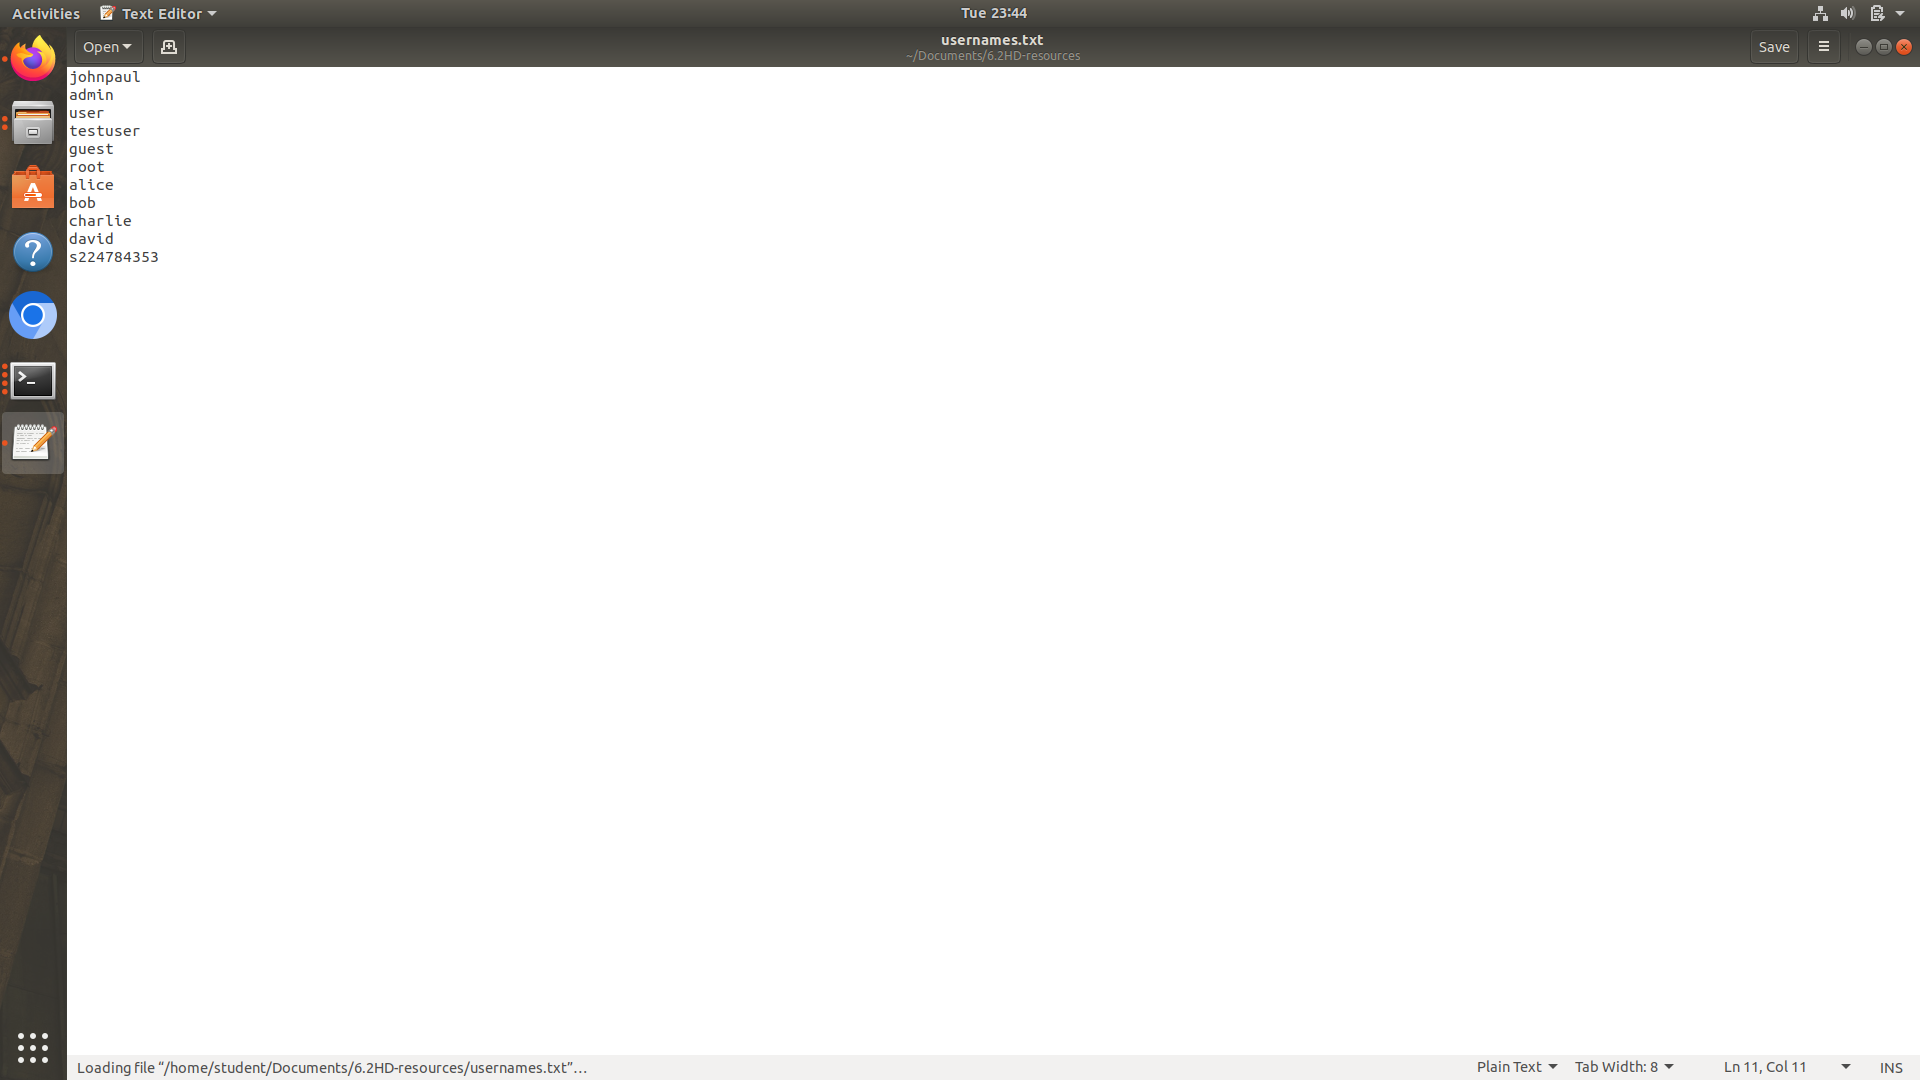 Activities Text Editor Tue 23:44
Open usernames.txt Save
~/Documents/6.2HD-resources
johnpaul
admin
user
testuser
guest
root
alice
bob
charlie
david
s224784353
Loading file “/home/student/Documents/6.2HD-resources/usernames.txt”… Plain Text Tab Width: 8 Ln 11, Col 11 INS